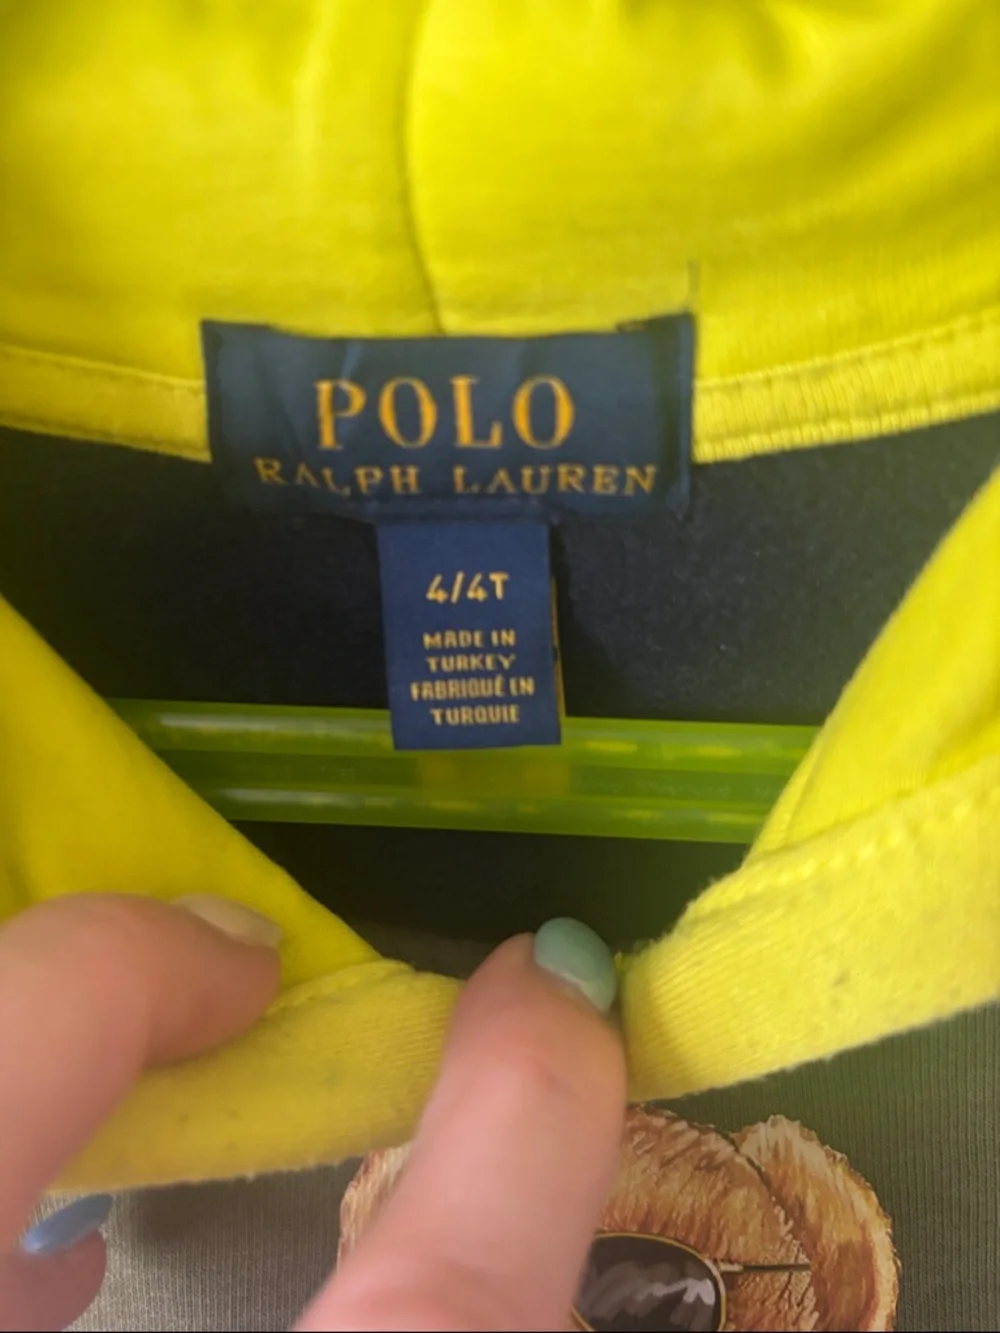 POLO
RALPH LAUREN
4/4T
MADE IN
TURKEY
FABRIQUÉ EN
TURQUIE